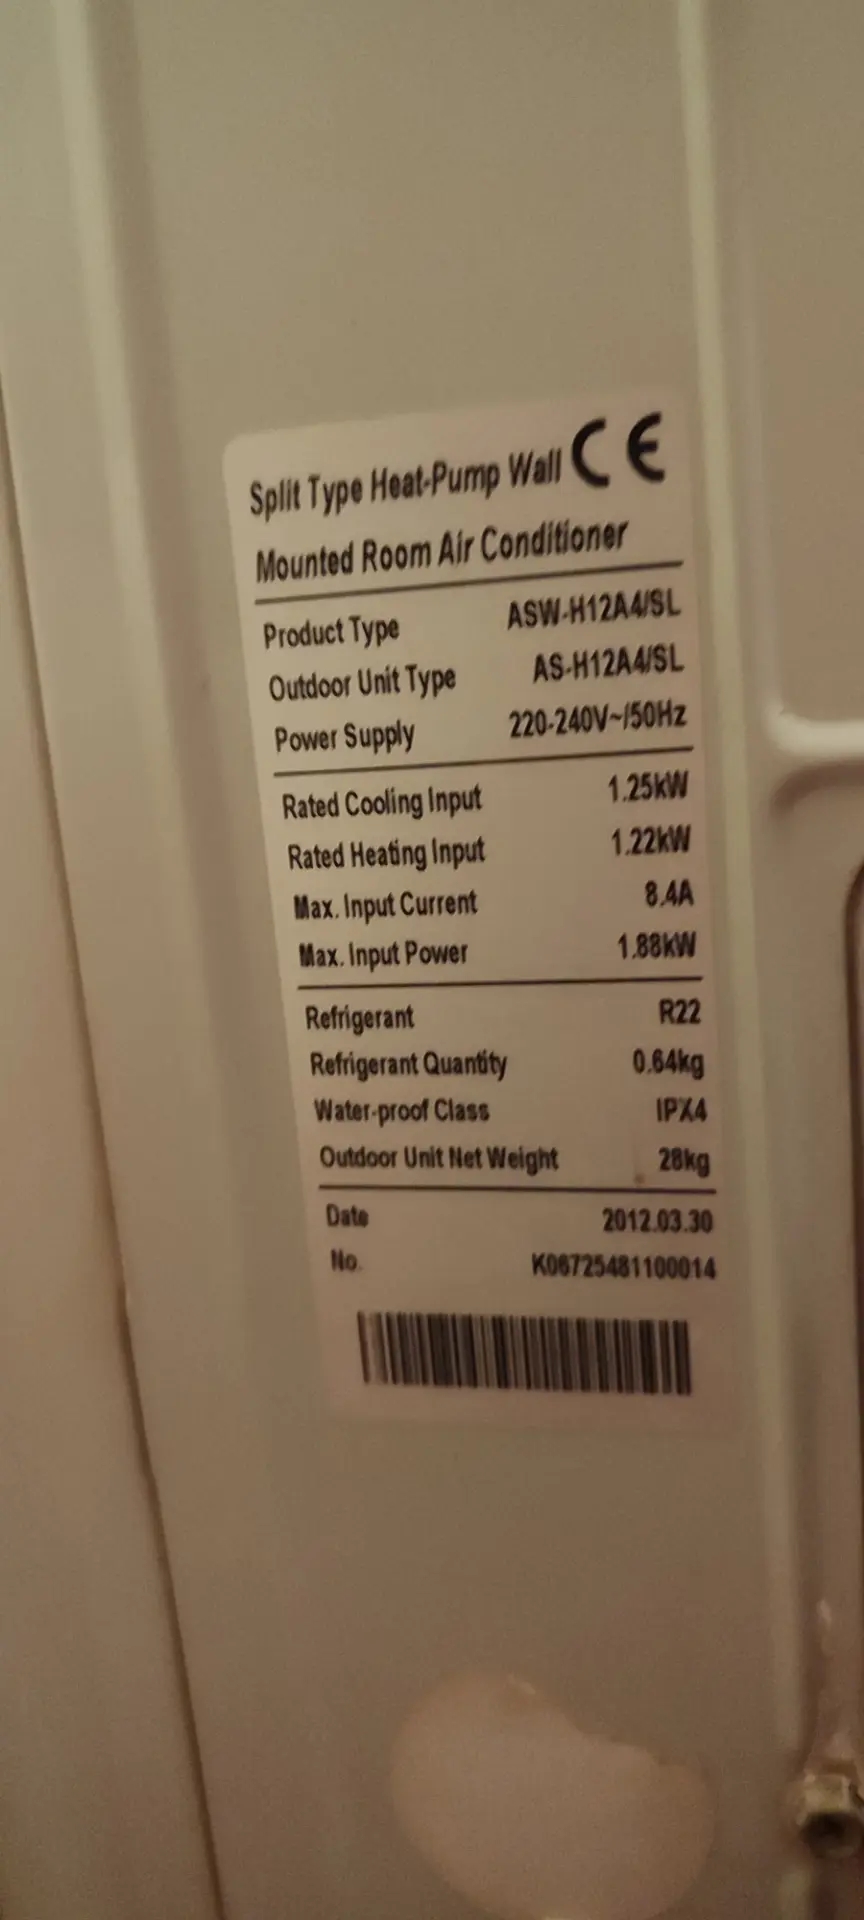 Split Type Heat-Pump Wall CE
Mounted Room Air Conditioner
Product Type ASW-H12A4/SL
Outdoor Unit Type AS-H12A4/SL
Power Supply 220-240V~/50Hz
Rated Cooling Input 1.25kW
Rated Heating Input 1.22kW
Max. Input Current 8.4A
Max. Input Power 1.88kW
Refrigerant R22
Refrigerant Quantity 0.64kg
Water-proof Class IPX4
Outdoor Unit Net Weight 28kg
Date 2012.03.30
No. K06725481100014